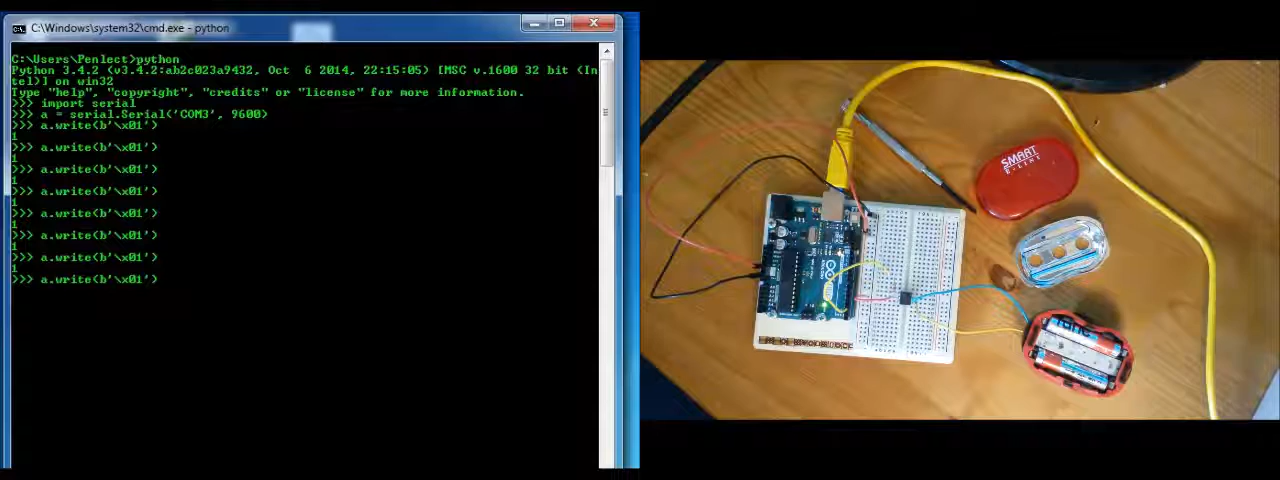 C:\Windows\system32\cmd.exe - python
C:\Users\Penlect>python
Python 3.4.2 (v3.4.2:ab2c023a9432, Oct  6 2014, 22:15:05) [MSC v.1600 32 bit (In
tel)] on win32
Type "help", "copyright", "credits" or "license" for more information.
>>> import serial
>>> a = serial.Serial('COM3', 9600)
>>> a.write(b'\x01')
1
>>> a.write(b'\x01')
1
>>> a.write(b'\x01')
1
>>> a.write(b'\x01')
1
>>> a.write(b'\x01')
1
>>> a.write(b'\x01')
1
>>> a.write(b'\x01')
1
>>> a.write(b'\x01')
SMART
E-LINE